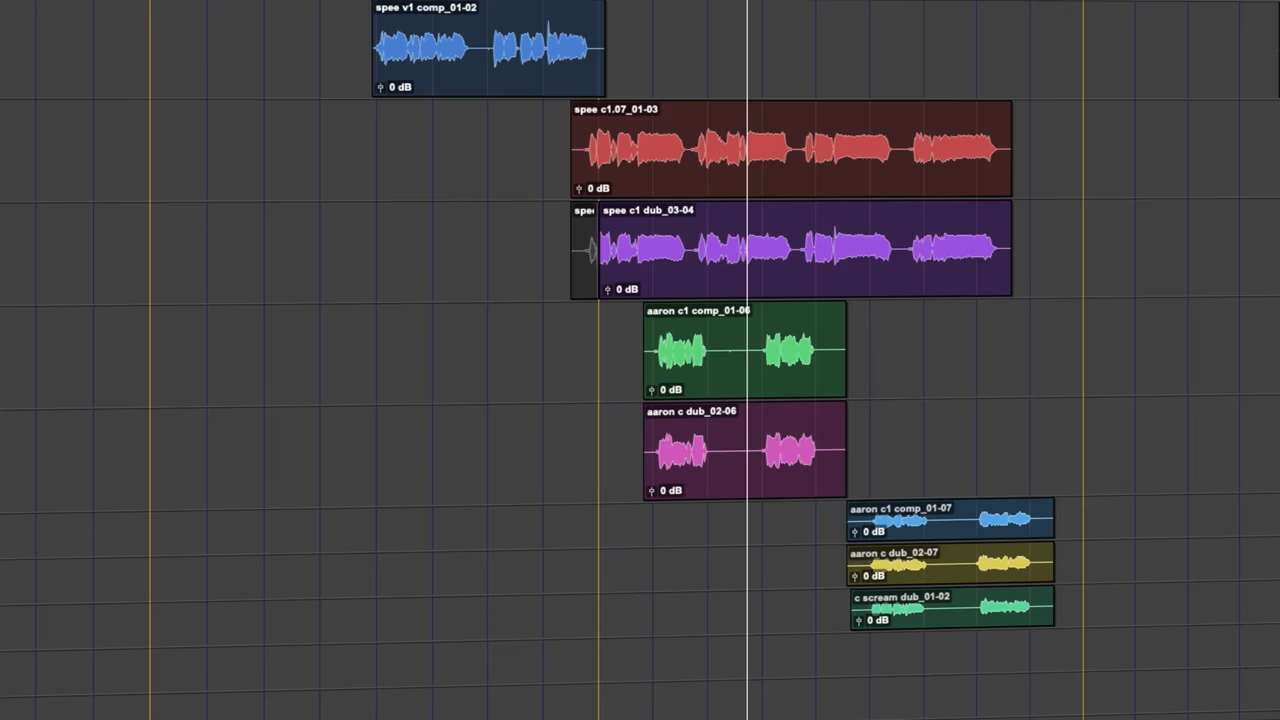 spee v1 comp_01-02
0 dB
spee c1.07_01-03
0 dB
spee c1 dub_03-04
0 dB
aaron c1 comp_01-06
0 dB
aaron c dub_02-06
0 dB
aaron c1 comp_01-07
0 dB
aaron c dub_02-07
0 dB
c scream dub_01-02
0 dB